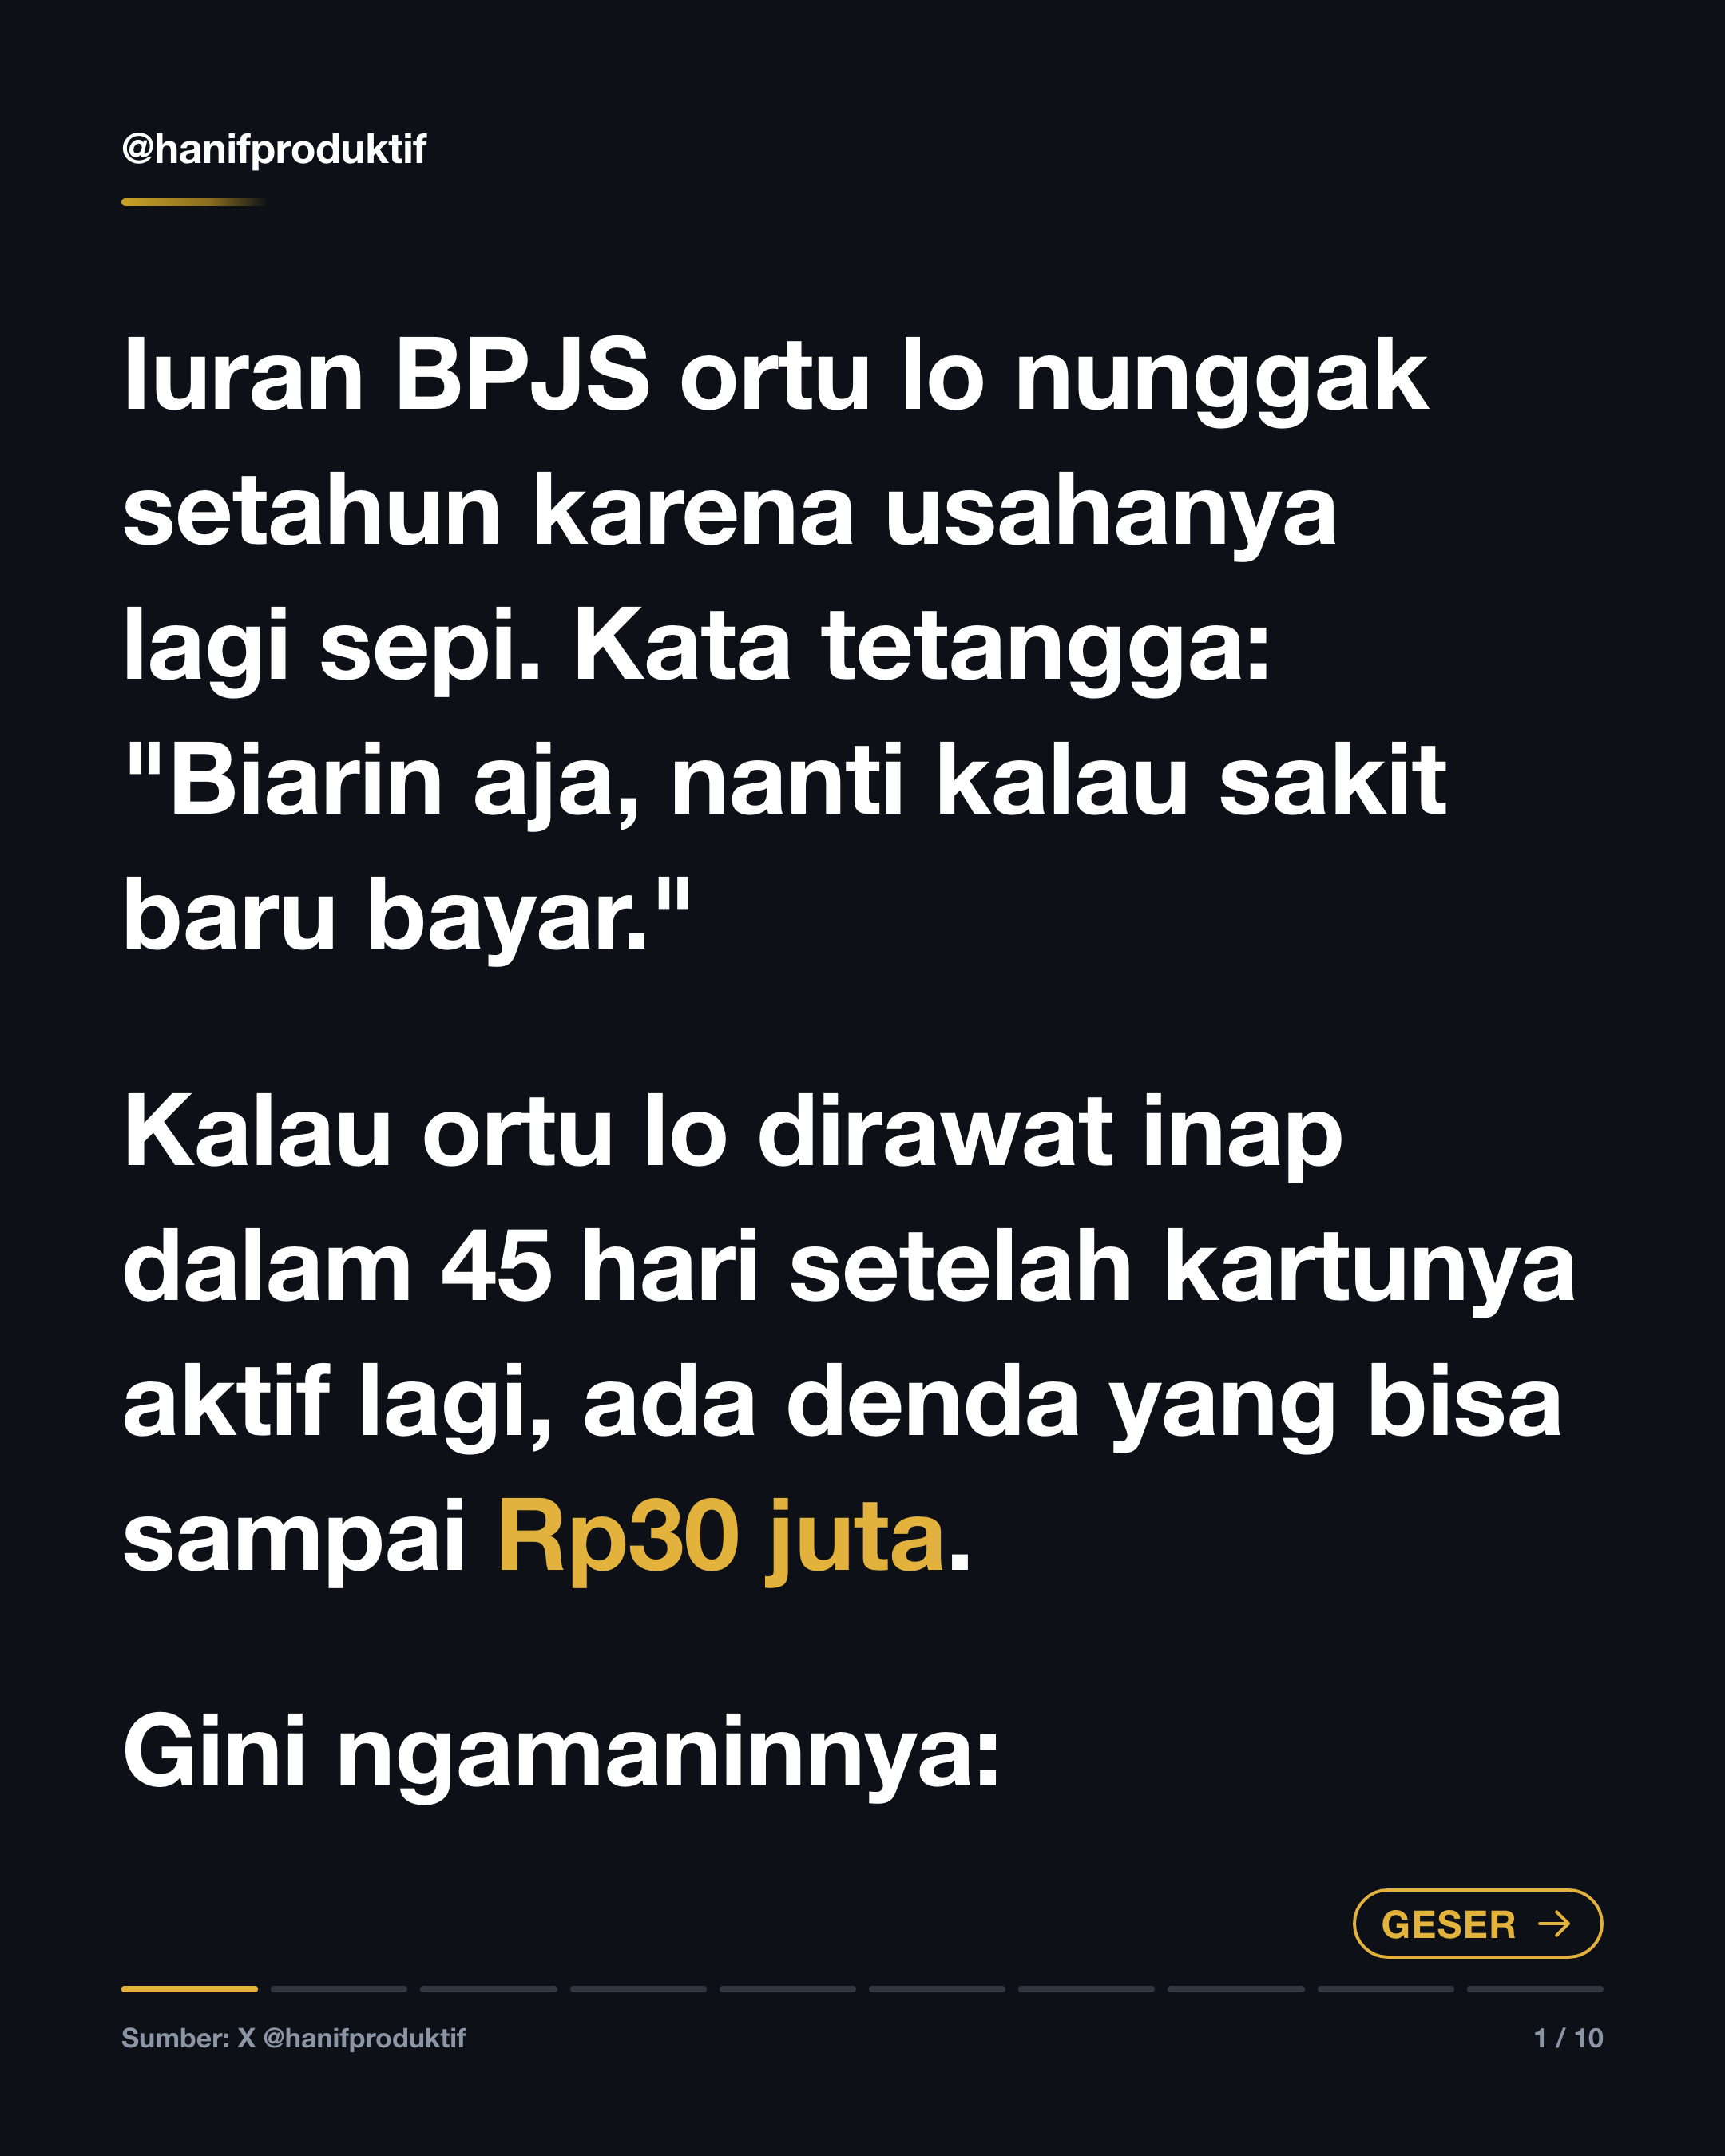 @hanifproduktif
Iuran BPJS ortu lo nunggak
setahun karena usahanya
lagi sepi. Kata tetangga:
"Biarin aja, nanti kalau sakit
baru bayar."
Kalau ortu lo dirawat inap
dalam 45 hari setelah kartunya
aktif lagi, ada denda yang bisa
sampai Rp30 juta.
Gini ngamaninnya:
GESER →
Sumber: X @hanifproduktif
1 / 10